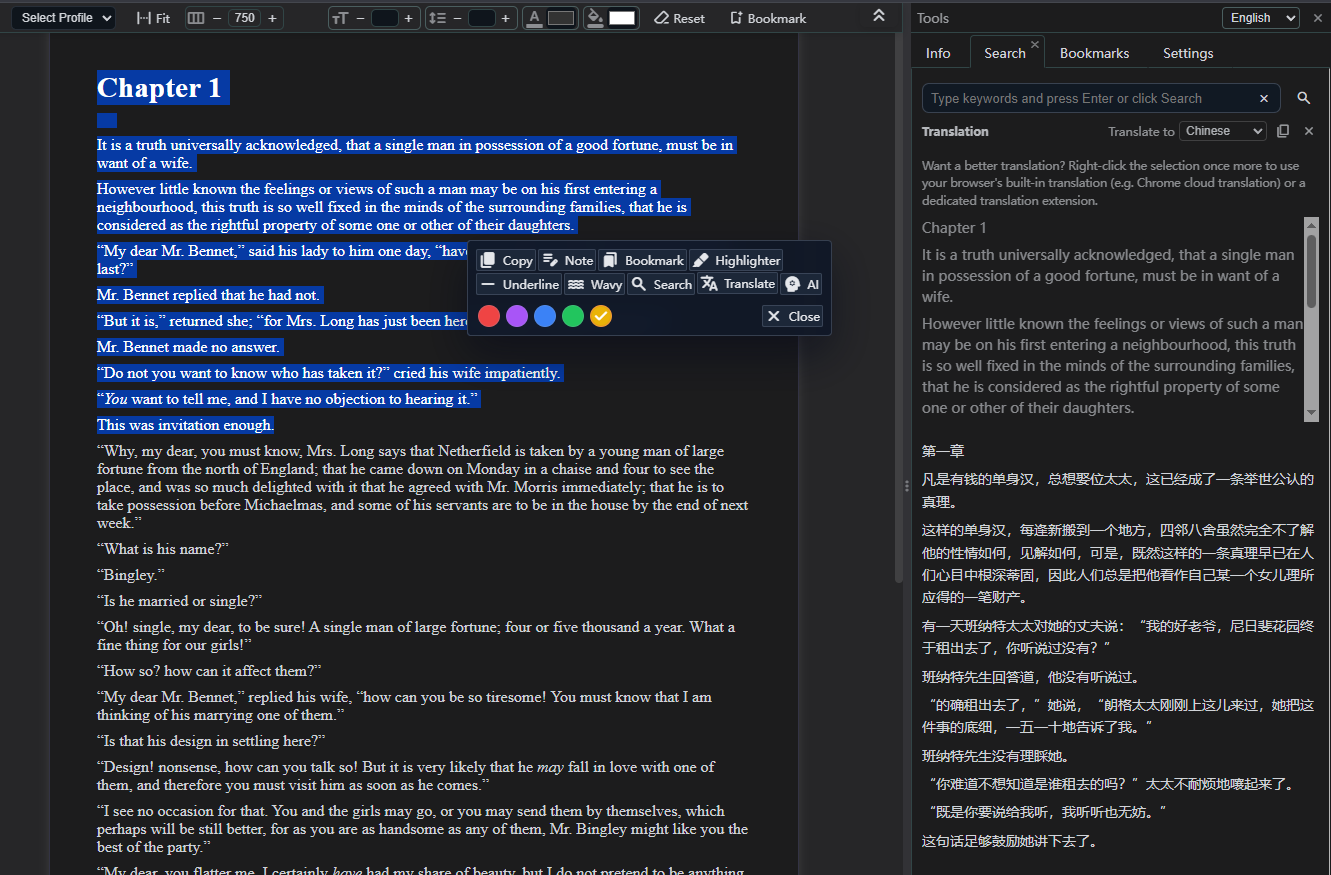 Select Profile
Fit
750
Reset
Bookmark
Tools
English
Info
Search
Bookmarks
Settings
Type keywords and press Enter or click Search
Translation
Translate to
Chinese
Want a better translation? Right-click the selection once more to use
your browser's built-in translation (e.g. Chrome cloud translation) or a
dedicated translation extension.
Chapter 1
It is a truth universally acknowledged, that a single man
in possession of a good fortune, must be in want of a
wife.
However little known the feelings or views of such a man
may be on his first entering a neighbourhood, this truth
is so well fixed in the minds of the surrounding families,
that he is considered as the rightful property of some
one or other of their daughters.
第一章
凡是有钱的单身汉，总想娶位太太，这已经成了一条举世公认的
真理。
这样的单身汉，每逢新搬到一个地方，四邻八舍虽然完全不了解
他的性情如何，见解如何，可是，既然这样的一条真理早已在人
们心目中根深蒂固，因此人们总是把他看作自己某一个女儿理所
应得的一笔财产。
有一天班纳特太太对她的丈夫说：“我的好老爷，尼日斐花园终
于租出去了，你听说过没有？”
班纳特先生回答道，他没有听说过。
“的确租出去了，”她说，“朗格太太刚刚上这儿来过，她把这
件事的底细，一五一十地告诉了我。”
班纳特先生没有理睬她。
“你难道不想知道是谁租去的吗？”太太不耐烦地嚷起来了。
“既是你要说给我听，我听听也无妨。”
这句话足够鼓励她讲下去了。
Chapter 1
It is a truth universally acknowledged, that a single man in possession of a good fortune, must be in
want of a wife.
However little known the feelings or views of such a man may be on his first entering a
neighbourhood, this truth is so well fixed in the minds of the surrounding families, that he is
considered as the rightful property of some one or other of their daughters.
“My dear Mr. Bennet,” said his lady to him one day, “have
last?”
Mr. Bennet replied that he had not.
“But it is,” returned she; “for Mrs. Long has just been here
Mr. Bennet made no answer.
“Do not you want to know who has taken it?” cried his wife impatiently.
“You want to tell me, and I have no objection to hearing it.”
This was invitation enough.
“Why, my dear, you must know, Mrs. Long says that Netherfield is taken by a young man of large
fortune from the north of England; that he came down on Monday in a chaise and four to see the
place, and was so much delighted with it that he agreed with Mr. Morris immediately; that he is to
take possession before Michaelmas, and some of his servants are to be in the house by the end of next
week.”
“What is his name?”
“Bingley.”
“Is he married or single?”
“Oh! single, my dear, to be sure! A single man of large fortune; four or five thousand a year. What a
fine thing for our girls!”
“How so? how can it affect them?”
“My dear Mr. Bennet,” replied his wife, “how can you be so tiresome! You must know that I am
thinking of his marrying one of them.”
“Is that his design in settling here?”
“Design! nonsense, how can you talk so! But it is very likely that he may fall in love with one of
them, and therefore you must visit him as soon as he comes.”
“I see no occasion for that. You and the girls may go, or you may send them by themselves, which
perhaps will be still better, for as you are as handsome as any of them, Mr. Bingley might like you the
best of the party.”
“My dear, you flatter me. I certainly have had my share of beauty, but I do not pretend to be anything
Copy
Note
Bookmark
Highlighter
Underline
Wavy
Search
Translate
AI
Close